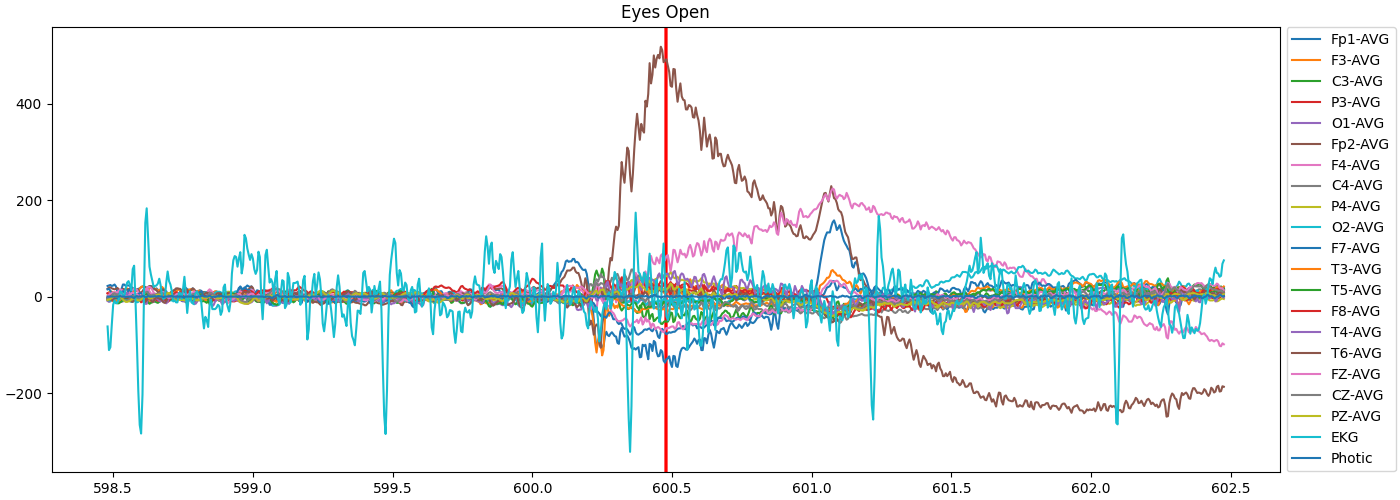 Eyes Open
400
200
0
−200
598.5 599.0 599.5 600.0 600.5 601.0 601.5 602.0 602.5
Fp1-AVG
F3-AVG
C3-AVG
P3-AVG
O1-AVG
Fp2-AVG
F4-AVG
C4-AVG
P4-AVG
O2-AVG
F7-AVG
T3-AVG
T5-AVG
F8-AVG
T4-AVG
T6-AVG
FZ-AVG
CZ-AVG
PZ-AVG
EKG
Photic